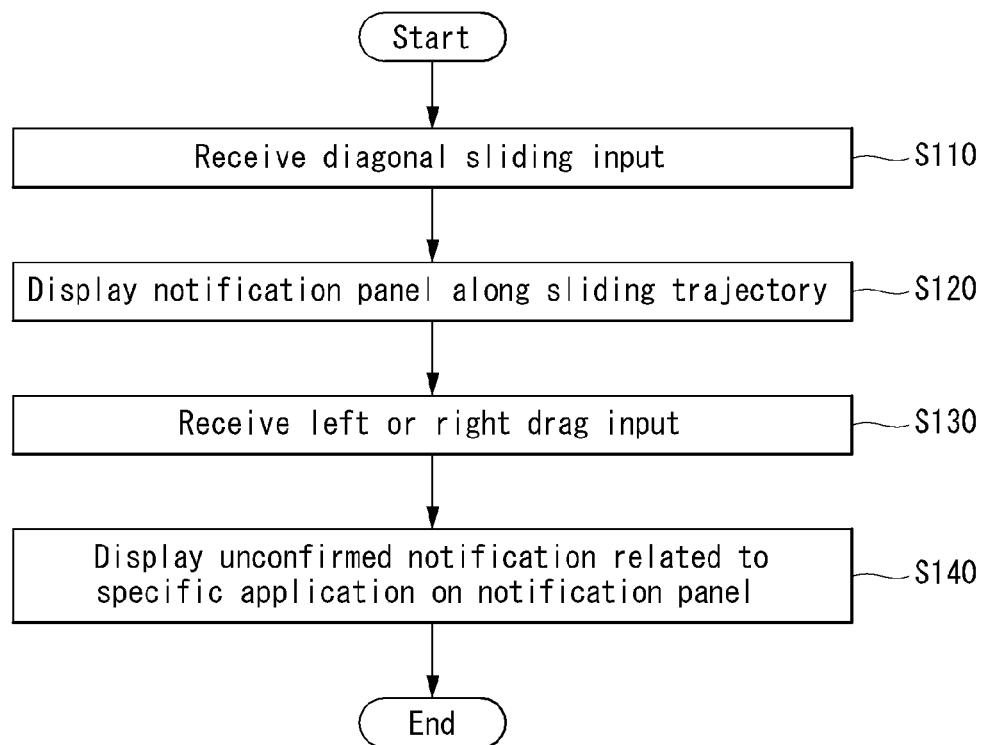 Start
Receive diagonal sliding input
S110
Display notification panel along sliding trajectory
S120
Receive left or right drag input
S130
Display unconfirmed notification related to
specific application on notification panel
S140
End